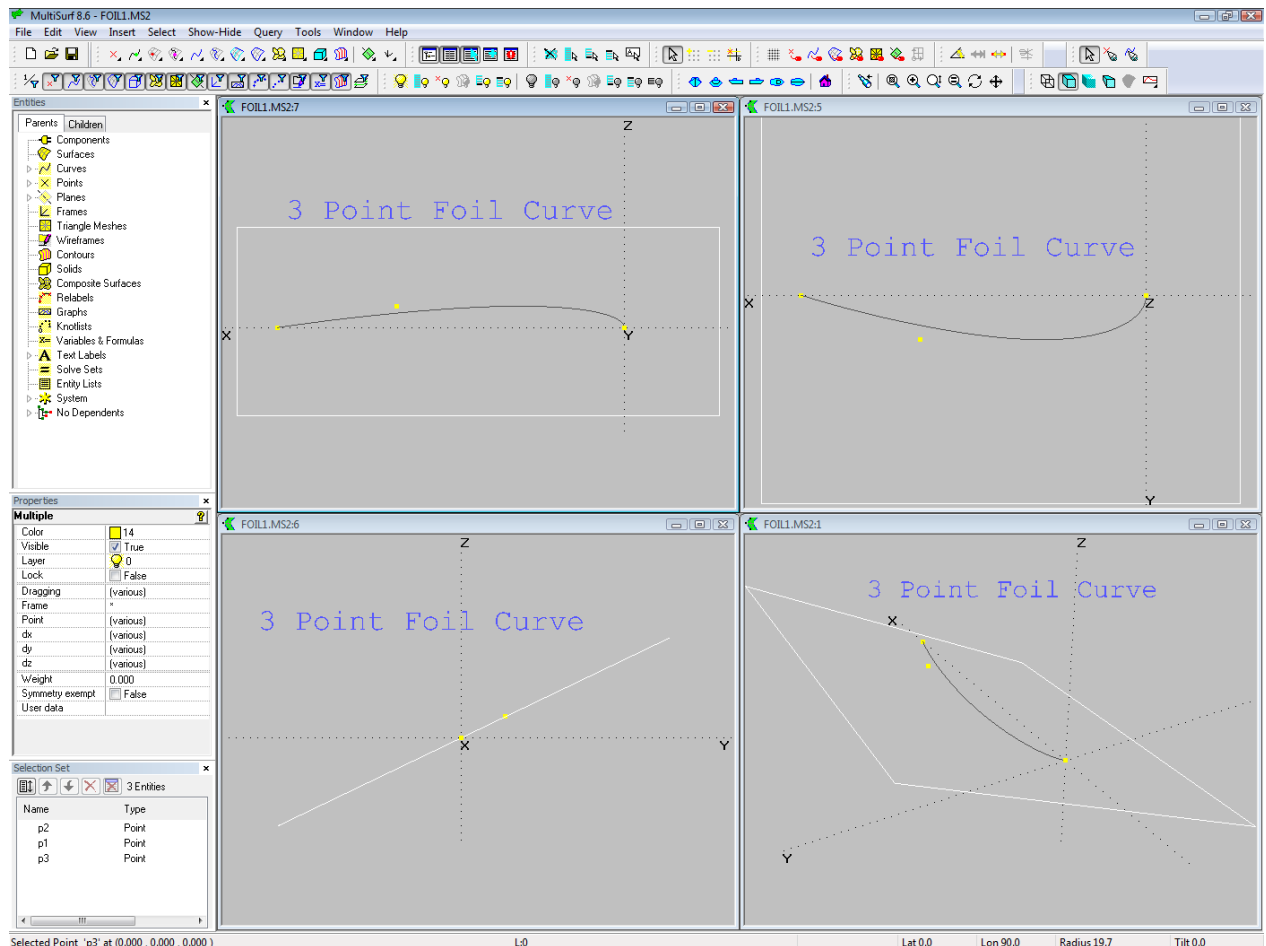 MultiSurf 8.6 - FOIL1.MS2
File Edit View Insert Select Show-Hide Query Tools Window Help
Entities
Parents Children
Components
Surfaces
Curves
Points
Planes
Frames
Triangle Meshes
Wireframes
Contours
Solids
Composite Surfaces
Relabels
Graphs
Knotlists
X= Variables & Formulas
A Text Labels
Solve Sets
Entity Lists
System
No Dependents
Properties
Multiple
Color 14
Visible True
Layer 0
Lock False
Dragging (various)
Frame *
Point (various)
dx (various)
dy (various)
dz (various)
Weight 0.000
Symmetry exempt False
User data
Selection Set
3 Entities
Name Type
p2 Point
p1 Point
p3 Point
FOIL1.MS2:7
Z
3 Point Foil Curve
X
Y
FOIL1.MS2:5
3 Point Foil Curve
X
Z
Y
FOIL1.MS2:6
Z
3 Point Foil Curve
X
Y
FOIL1.MS2:1
Z
3 Point Foil Curve
X
Y
Selected Point 'p3' at (0.000 , 0.000 , 0.000 ) L:0 Lat 0.0 Lon 90.0 Radius 19.7 Tilt 0.0